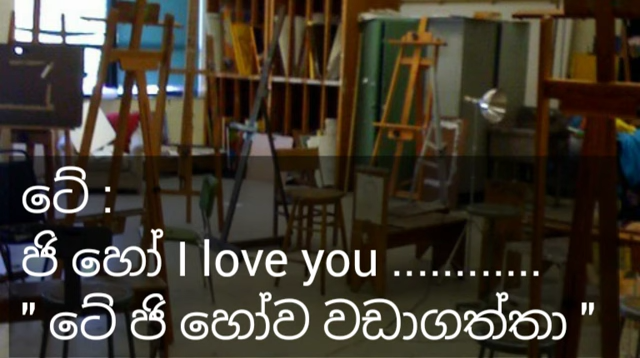 ටේ :
ජි හෝ I love you ............
" ටේ ජි හෝව වඩාගත්තා "